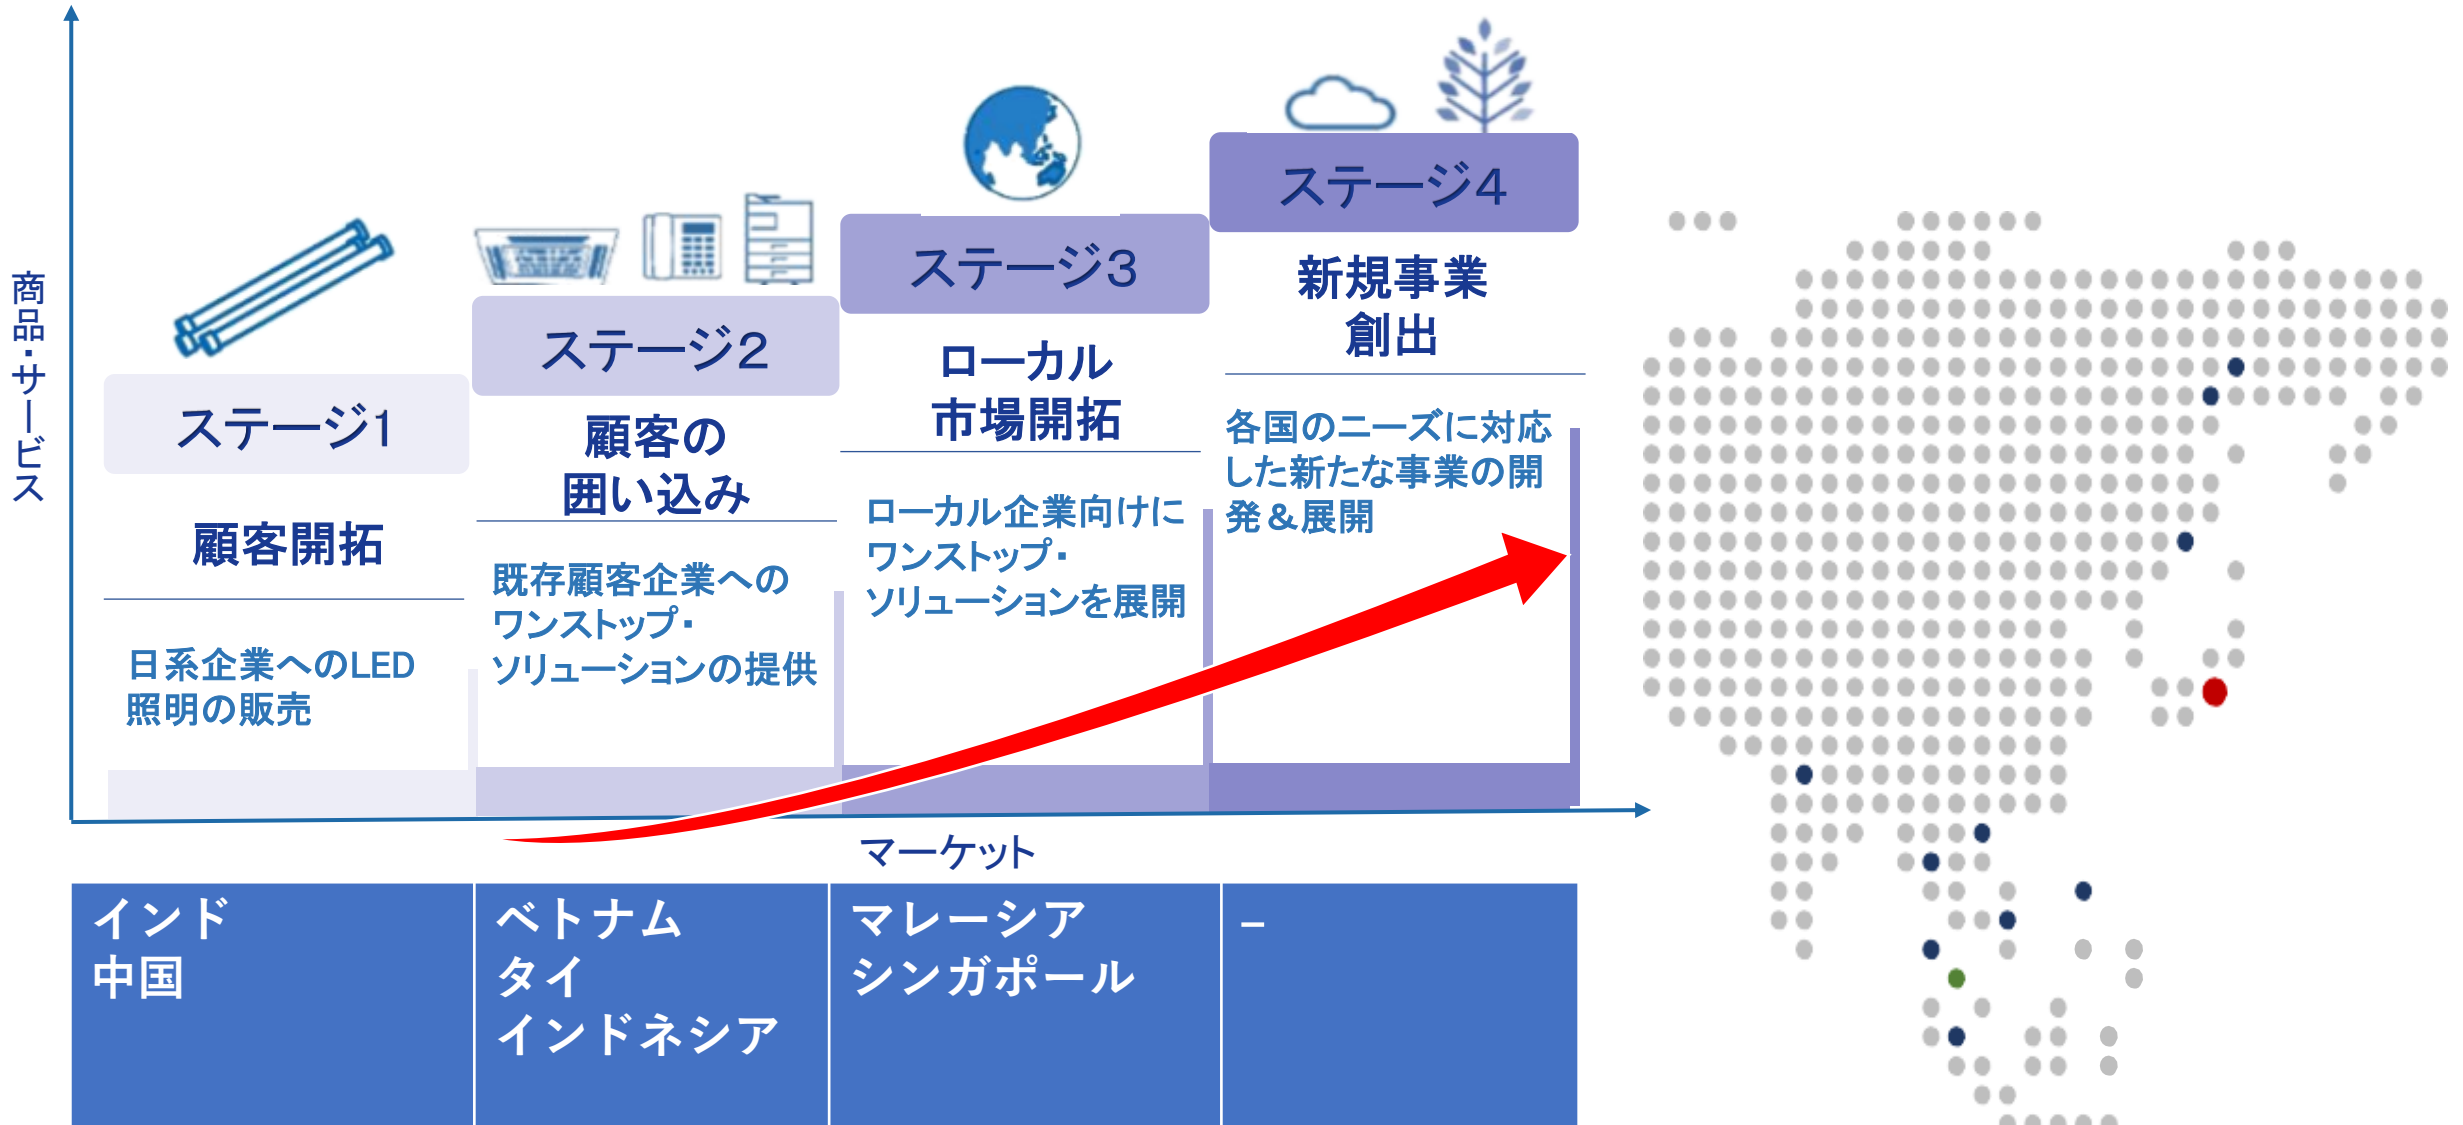 商品・サービス
ステージ1
顧客開拓
日系企業へのLED
照明の販売
ステージ2
顧客の
囲い込み
既存顧客企業への
ワンストップ・
ソリューションの提供
ステージ3
ローカル
市場開拓
ローカル企業向けに
ワンストップ・
ソリューションを展開
ステージ4
新規事業
創出
各国のニーズに対応
した新たな事業の開
発＆展開
マーケット
インド
中国
ベトナム
タイ
インドネシア
マレーシア
シンガポール
–